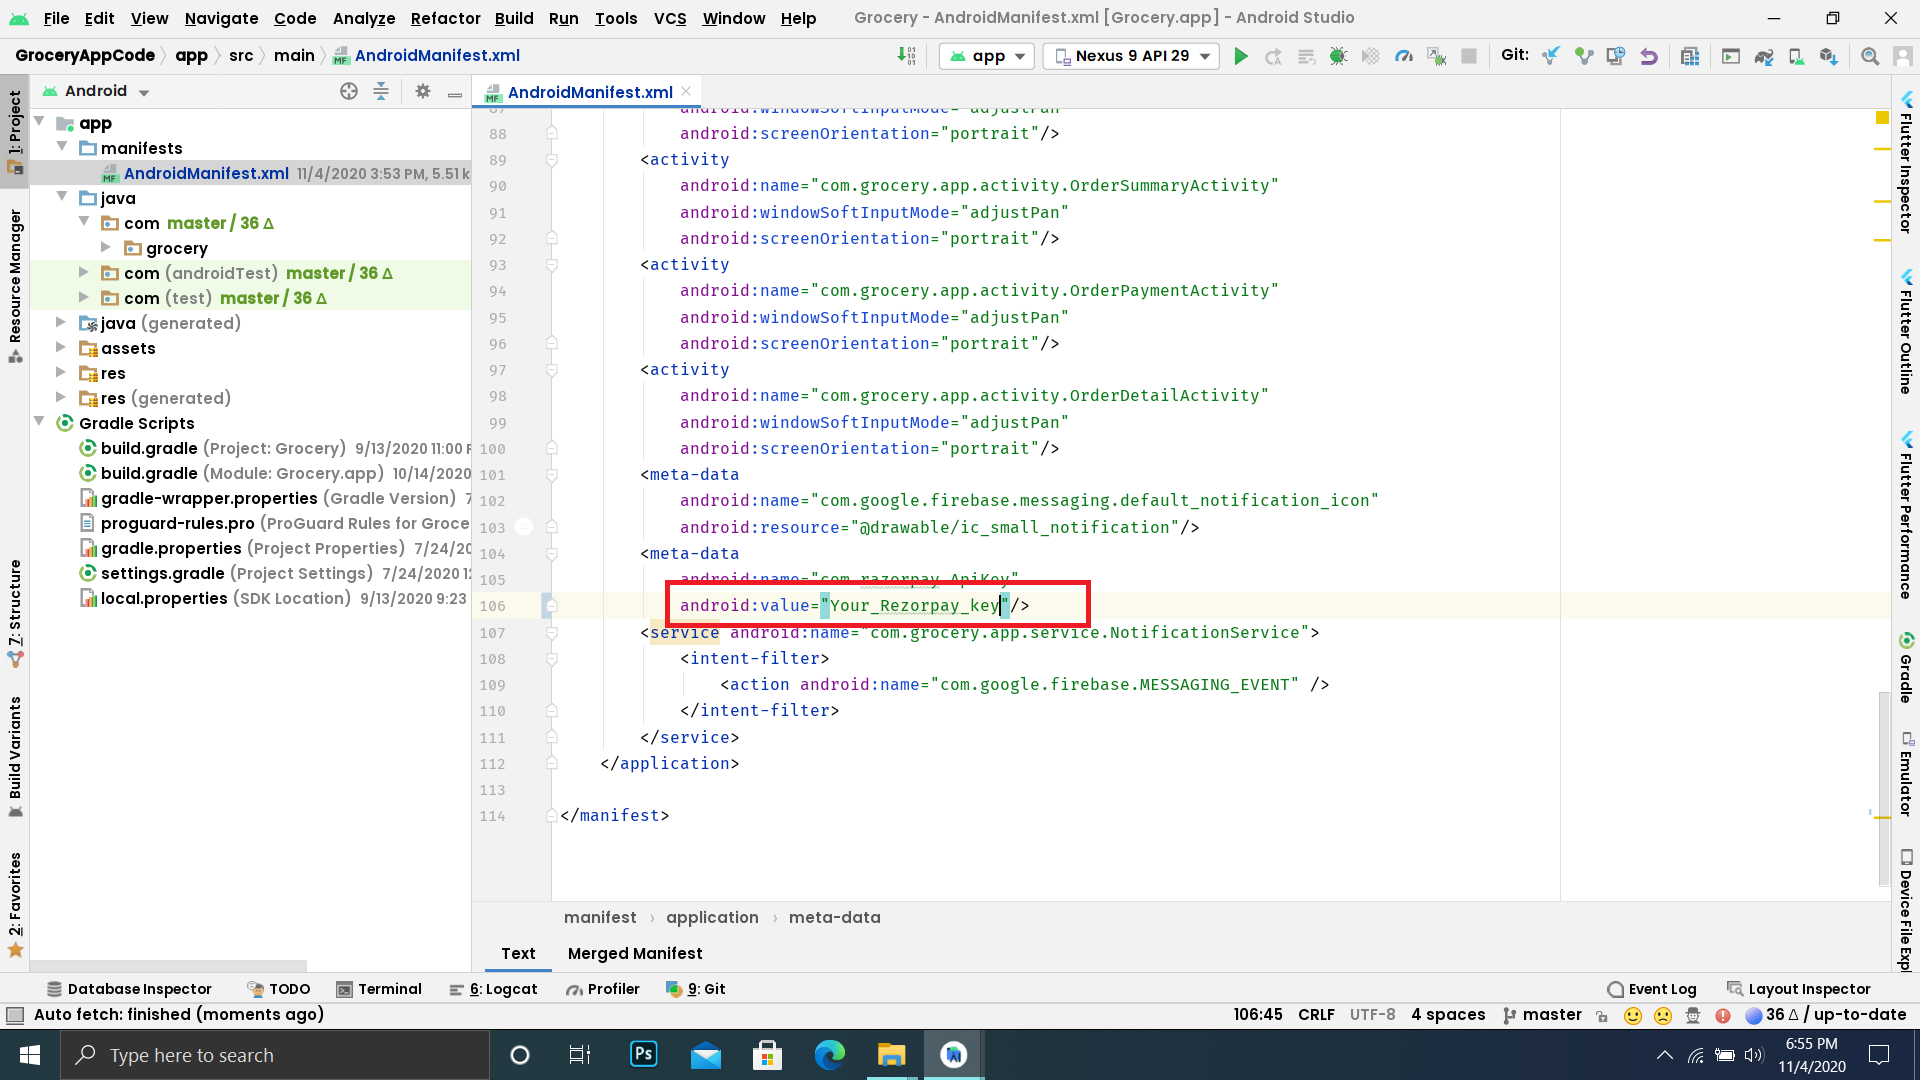 File Edit View Navigate Code Analyze Refactor Build Run Tools VCS Window Help Grocery - AndroidManifest.xml [Grocery.app] - Android Studio
GroceryAppCode app src main AndroidManifest.xml app Nexus 9 API 29 Git:
Android
AndroidManifest.xml
app
manifests
AndroidManifest.xml 11/4/2020 3:53 PM, 5.51 k
java
com master / 36 Δ
grocery
com (androidTest) master / 36 Δ
com (test) master / 36 Δ
java (generated)
assets
res
res (generated)
Gradle Scripts
build.gradle (Project: Grocery) 9/13/2020 11:00 P
build.gradle (Module: Grocery.app) 10/14/2020
gradle-wrapper.properties (Gradle Version) 7
proguard-rules.pro (ProGuard Rules for Groce
gradle.properties (Project Properties) 7/24/20
settings.gradle (Project Settings) 7/24/2020 12
local.properties (SDK Location) 9/13/2020 9:23
1: Project
Resource Manager
7: Structure
Build Variants
2: Favorites
87 android:windowSoftInputMode="adjustPan"
88 android:screenOrientation="portrait"/>
89 <activity
90 android:name="com.grocery.app.activity.OrderSummaryActivity"
91 android:windowSoftInputMode="adjustPan"
92 android:screenOrientation="portrait"/>
93 <activity
94 android:name="com.grocery.app.activity.OrderPaymentActivity"
95 android:windowSoftInputMode="adjustPan"
96 android:screenOrientation="portrait"/>
97 <activity
98 android:name="com.grocery.app.activity.OrderDetailActivity"
99 android:windowSoftInputMode="adjustPan"
100 android:screenOrientation="portrait"/>
101 <meta-data
102 android:name="com.google.firebase.messaging.default_notification_icon"
103 android:resource="@drawable/ic_small_notification"/>
104 <meta-data
105 android:name="com.razorpay.ApiKey"
106 android:value="Your_Rezorpay_key"/>
107 <service android:name="com.grocery.app.service.NotificationService">
108 <intent-filter>
109 <action android:name="com.google.firebase.MESSAGING_EVENT" />
110 </intent-filter>
111 </service>
112 </application>
113
114 </manifest>
manifest › application › meta-data
Text Merged Manifest
Flutter Inspector
Flutter Outline
Flutter Performance
Gradle
Emulator
Device File Expl
Database Inspector TODO Terminal 6: Logcat Profiler 9: Git Event Log Layout Inspector
Auto fetch: finished (moments ago) 106:45 CRLF UTF-8 4 spaces master 36 Δ / up-to-date
Type here to search
Ps
6:55 PM
11/4/2020